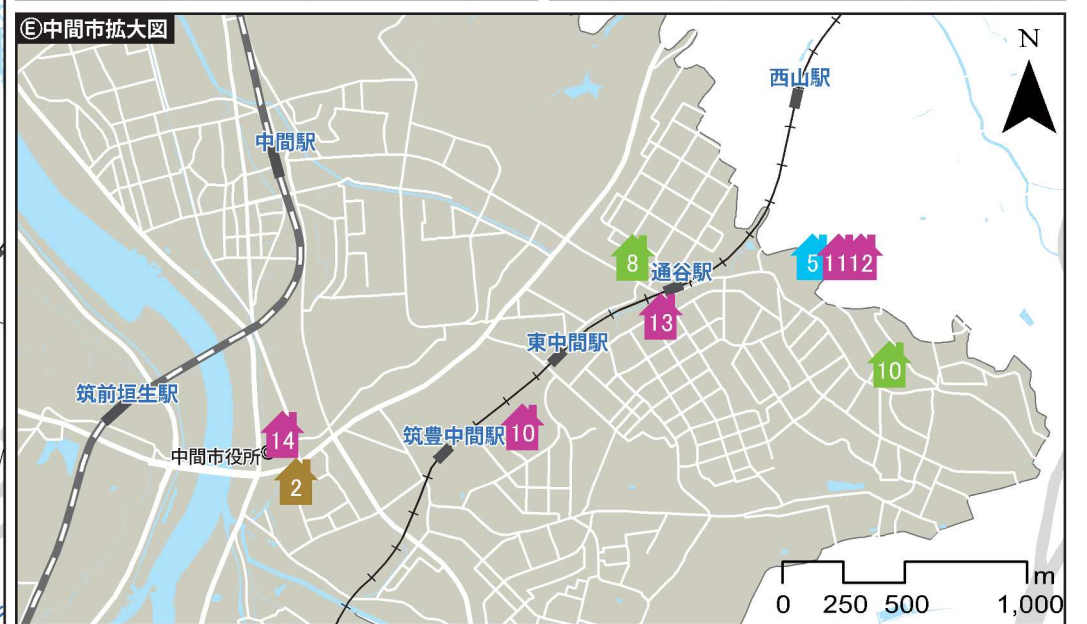 Ⓔ中間市拡大図
N
西山駅
中間駅
8
通谷駅
5
11
12
13
東中間駅
10
筑前垣生駅
14
筑豊中間駅
10
中間市役所
2
m
0 250 500 1,000